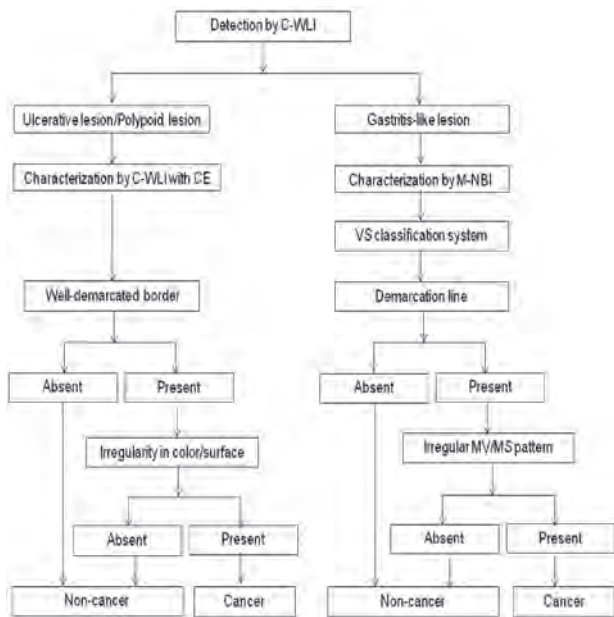 Detection by C-WLI
Ulcerative lesion/Polypoid lesion
Gastritis-like lesion
Characterization by C-WLI with CE
Characterization by M-NBI
VS classification system
Well-demarcated border
Demarcation line
Absent
Present
Absent
Present
Irregularity in color/surface
Irregular MV/MS pattern
Absent
Present
Absent
Present
Non-cancer
Cancer
Non-cancer
Cancer